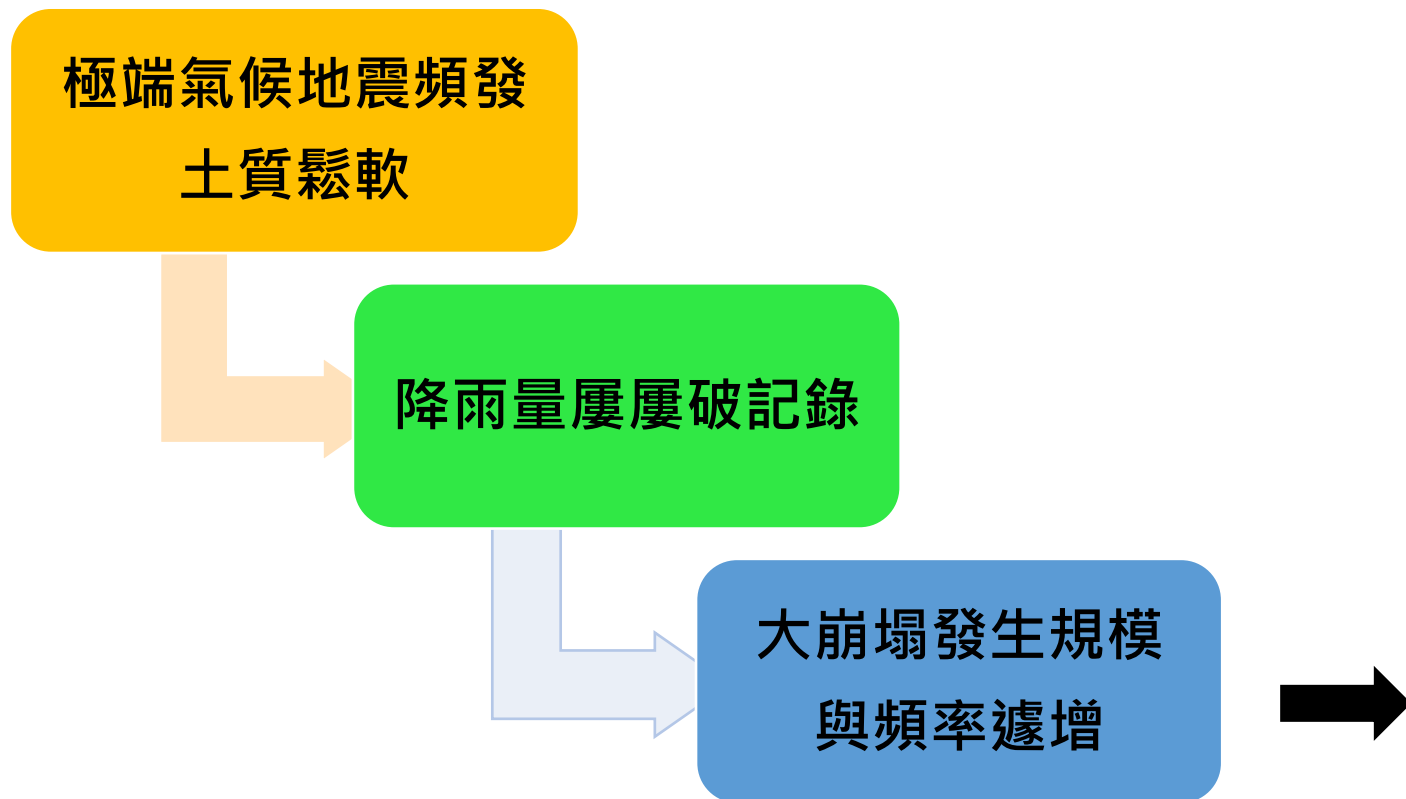 極端氣候地震頻發
土質鬆軟
降雨量屢屢破記錄
大崩塌發生規模
與頻率遽增